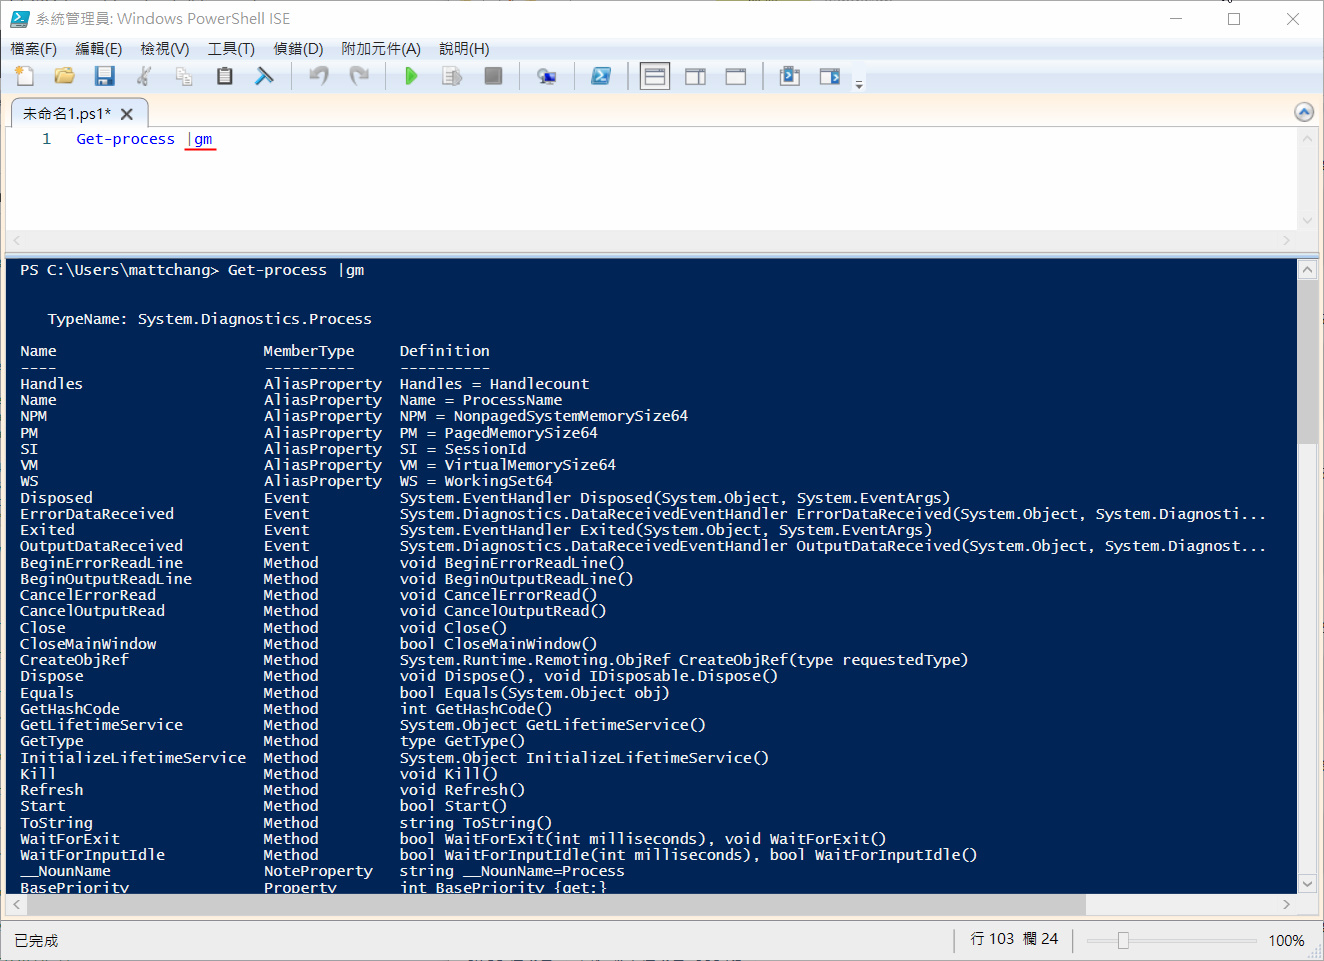 系統管理員: Windows PowerShell ISE
檔案(F) 編輯(E) 檢視(V) 工具(T) 偵錯(D) 附加元件(A) 說明(H)
未命名1.ps1*
1 Get-process |gm
PS C:\Users\mattchang> Get-process |gm
TypeName: System.Diagnostics.Process
Name MemberType Definition
---- ---------- ----------
Handles AliasProperty Handles = Handlecount
Name AliasProperty Name = ProcessName
NPM AliasProperty NPM = NonpagedSystemMemorySize64
PM AliasProperty PM = PagedMemorySize64
SI AliasProperty SI = SessionId
VM AliasProperty VM = VirtualMemorySize64
WS AliasProperty WS = WorkingSet64
Disposed Event System.EventHandler Disposed(System.Object, System.EventArgs)
ErrorDataReceived Event System.Diagnostics.DataReceivedEventHandler ErrorDataReceived(System.Object, System.Diagnosti...
Exited Event System.EventHandler Exited(System.Object, System.EventArgs)
OutputDataReceived Event System.Diagnostics.DataReceivedEventHandler OutputDataReceived(System.Object, System.Diagnost...
BeginErrorReadLine Method void BeginErrorReadLine()
BeginOutputReadLine Method void BeginOutputReadLine()
CancelErrorRead Method void CancelErrorRead()
CancelOutputRead Method void CancelOutputRead()
Close Method void Close()
CloseMainWindow Method bool CloseMainWindow()
CreateObjRef Method System.Runtime.Remoting.ObjRef CreateObjRef(type requestedType)
Dispose Method void Dispose(), void IDisposable.Dispose()
Equals Method bool Equals(System.Object obj)
GetHashCode Method int GetHashCode()
GetLifetimeService Method System.Object GetLifetimeService()
GetType Method type GetType()
InitializeLifetimeService Method System.Object InitializeLifetimeService()
Kill Method void Kill()
Refresh Method void Refresh()
Start Method bool Start()
ToString Method string ToString()
WaitForExit Method bool WaitForExit(int milliseconds), void WaitForExit()
WaitForInputIdle Method bool WaitForInputIdle(int milliseconds), bool WaitForInputIdle()
__NounName NoteProperty string __NounName=Process
BasePriority Property int BasePriority {get;}
已完成 行 103 欄 24 100%